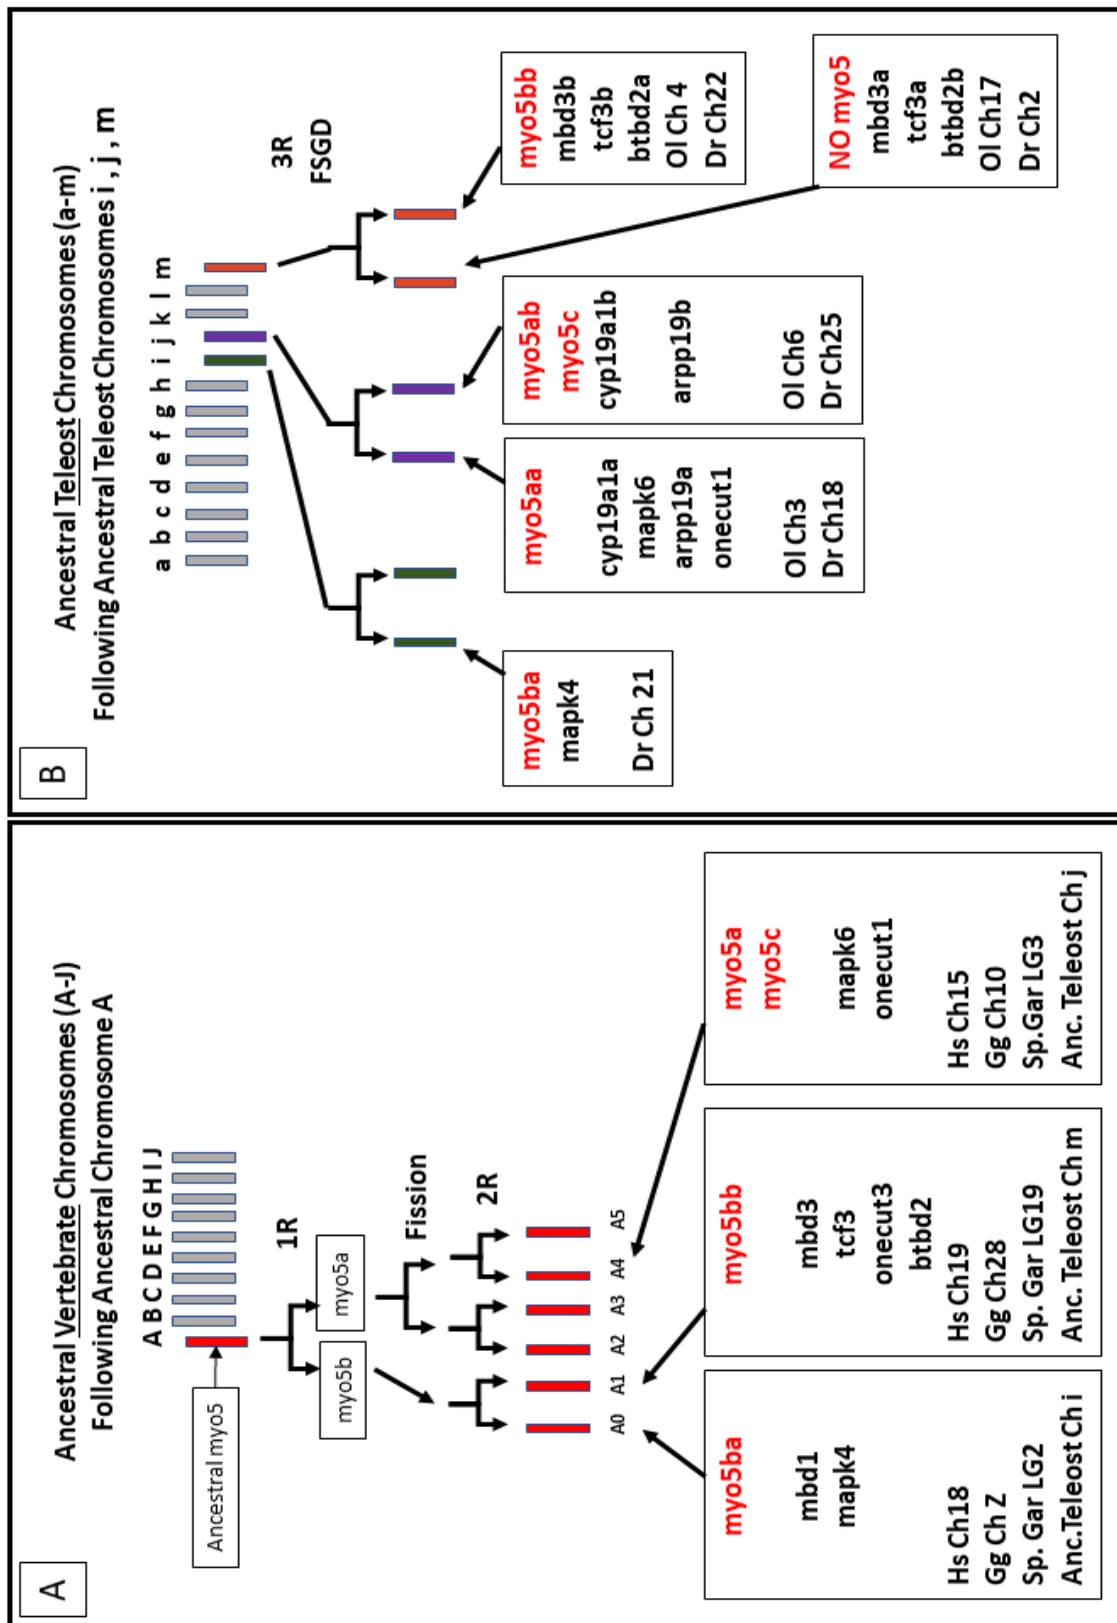 A
Ancestral Vertebrate Chromosomes (A-J)
Following Ancestral Chromosome A
A B C D E F G H I J
Ancestral myo5
1R
myo5b
myo5a
Fission
2R
A0 A1 A2 A3 A4 A5
myo5ba
mbd1
mapk4
Hs Ch18
Gg Ch Z
Sp. Gar LG2
Anc.Teleost Ch i
myo5bb
mbd3
tcf3
onecut3
btbd2
Hs Ch19
Gg Ch28
Sp. Gar LG19
Anc. Teleost Ch m
myo5a
myo5c
mapk6
onecut1
Hs Ch15
Gg Ch10
Sp.Gar LG3
Anc. Teleost Ch j
B
Ancestral Teleost Chromosomes (a-m)
Following Ancestral Teleost Chromosomes i , j , m
a b c d e f g h i j k l m
3R
FSGD
myo5ba
mapk4
Dr Ch 21
myo5aa
cyp19a1a
mapk6
arpp19a
onecut1
Ol Ch3
Dr Ch18
myo5ab
myo5c
cyp19a1b
arpp19b
Ol Ch6
Dr Ch25
myo5bb
mbd3b
tcf3b
btbd2a
Ol Ch 4
Dr Ch22
NO myo5
mbd3a
tcf3a
btbd2b
Ol Ch17
Dr Ch2